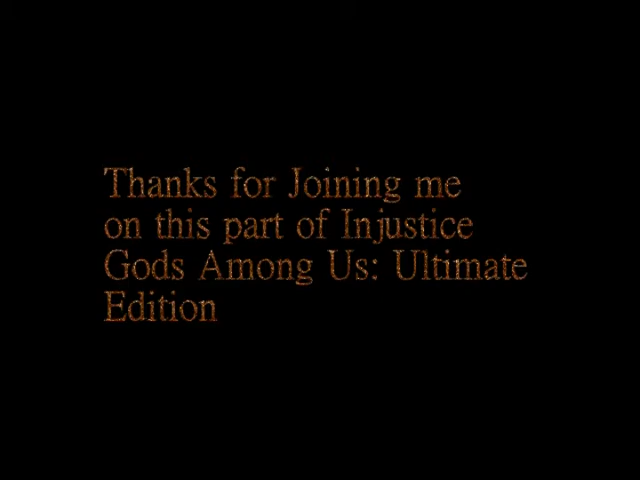 Thanks for Joining me
on this part of Injustice
Gods Among Us: Ultimate
Edition